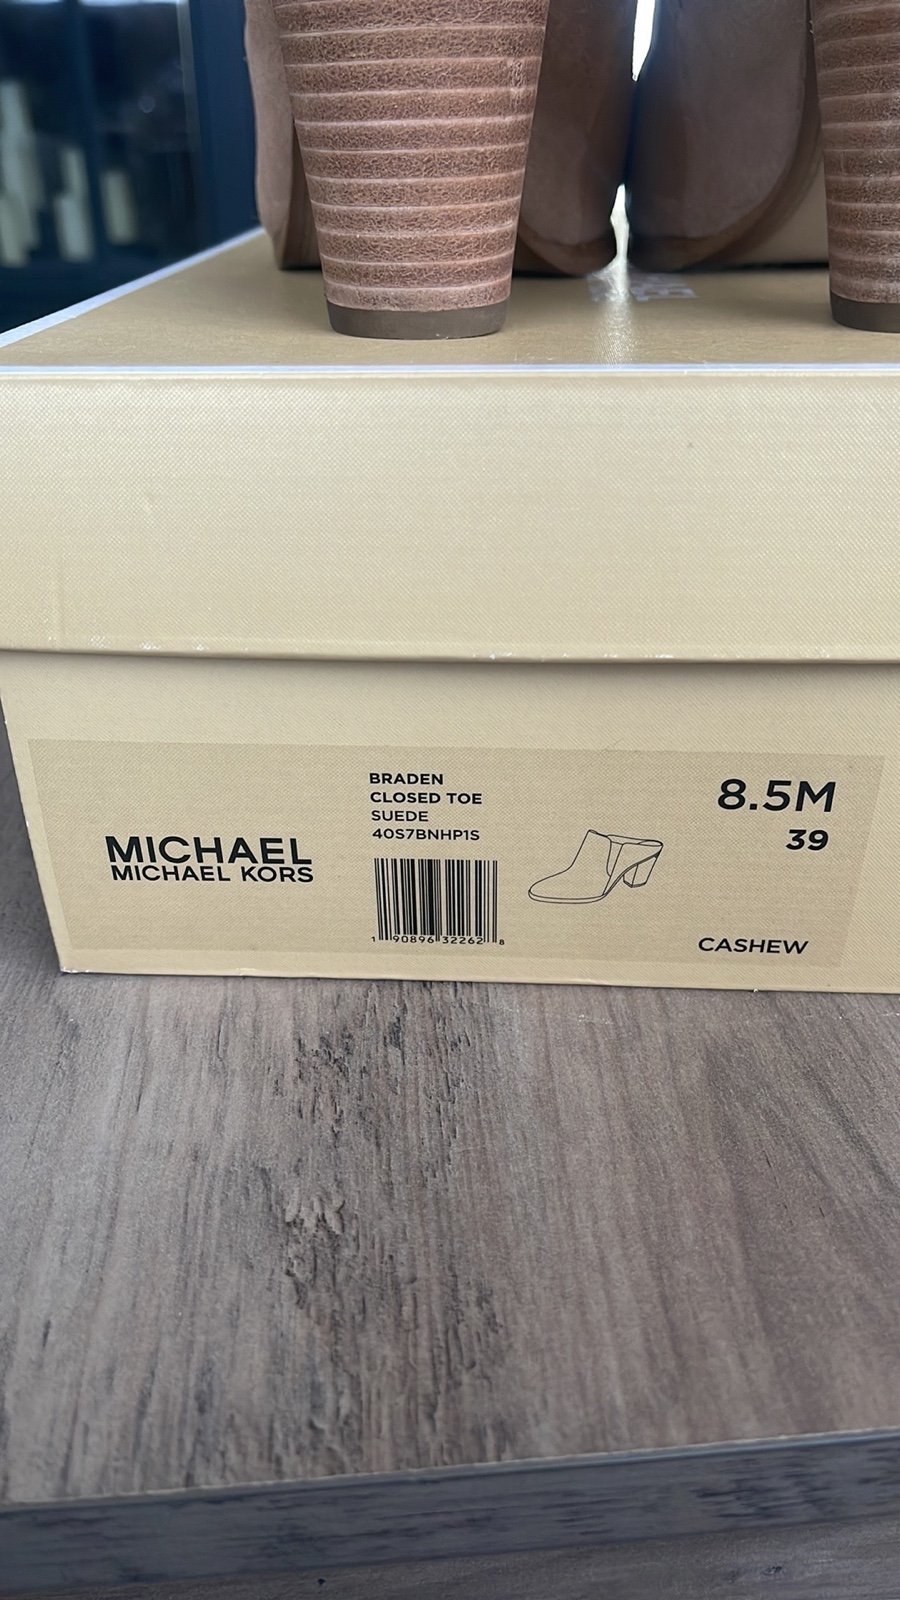 MICHAEL
MICHAEL KORS
BRADEN
CLOSED TOE
SUEDE
40S7BNHP1S
1 90896 32262 8
8.5M
39
CASHEW